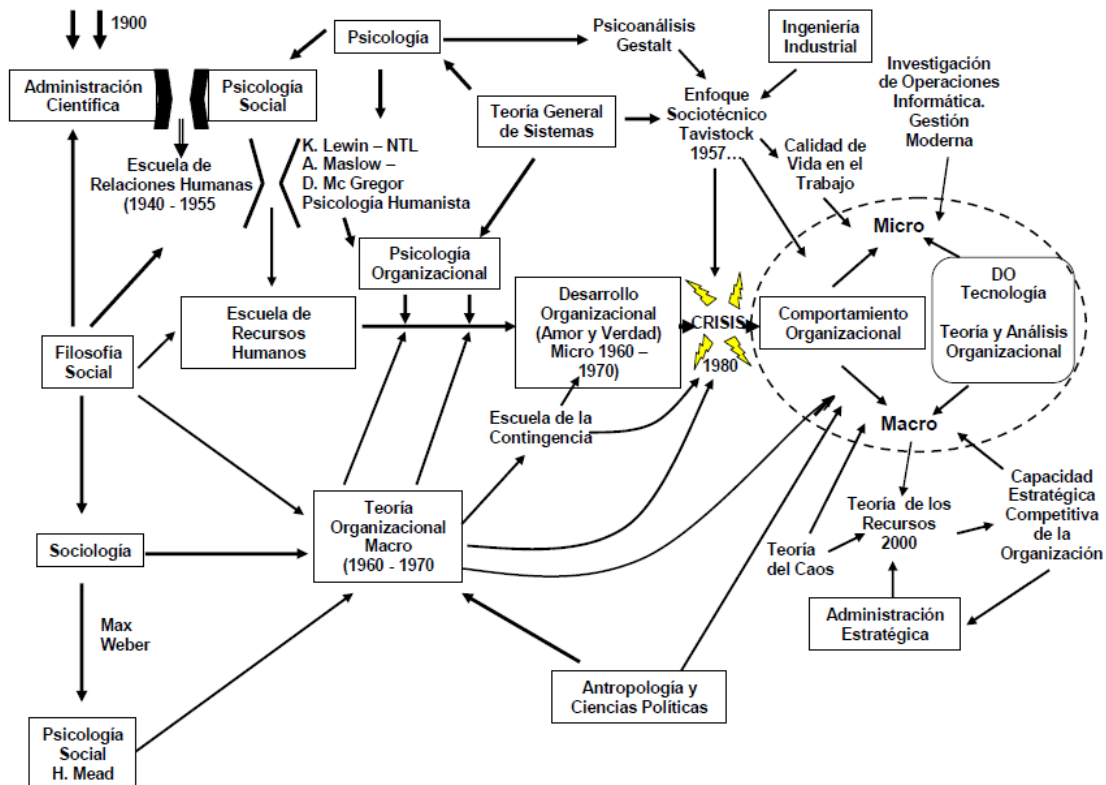 1900
Administración
Científica
Psicología
Social
Psicología
Psicoanálisis
Gestalt
Ingeniería
Industrial
Investigación
de Operaciones
Informática.
Gestión
Moderna
Teoría General
de Sistemas
Enfoque
Sociotécnico
Tavistock
1957...
Calidad de
Vida en el
Trabajo
Escuela de
Relaciones Humanas
(1940 - 1955
K. Lewin – NTL
A. Maslow –
D. Mc Gregor
Psicología Humanista
Psicología
Organizacional
Escuela de
Recursos
Humanos
Desarrollo
Organizacional
(Amor y Verdad)
Micro 1960 –
1970)
CRISIS
1980
Micro
Comportamiento
Organizacional
DO
Tecnología
Teoría y Análisis
Organizacional
Macro
Filosofía
Social
Escuela de la
Contingencia
Teoría
Organizacional
Macro
(1960 - 1970
Sociología
Max
Weber
Psicología
Social
H. Mead
Antropología y
Ciencias Políticas
Teoría
del Caos
Teoría de los
Recursos
2000
Capacidad
Estratégica
Competitiva
de la
Organización
Administración
Estratégica